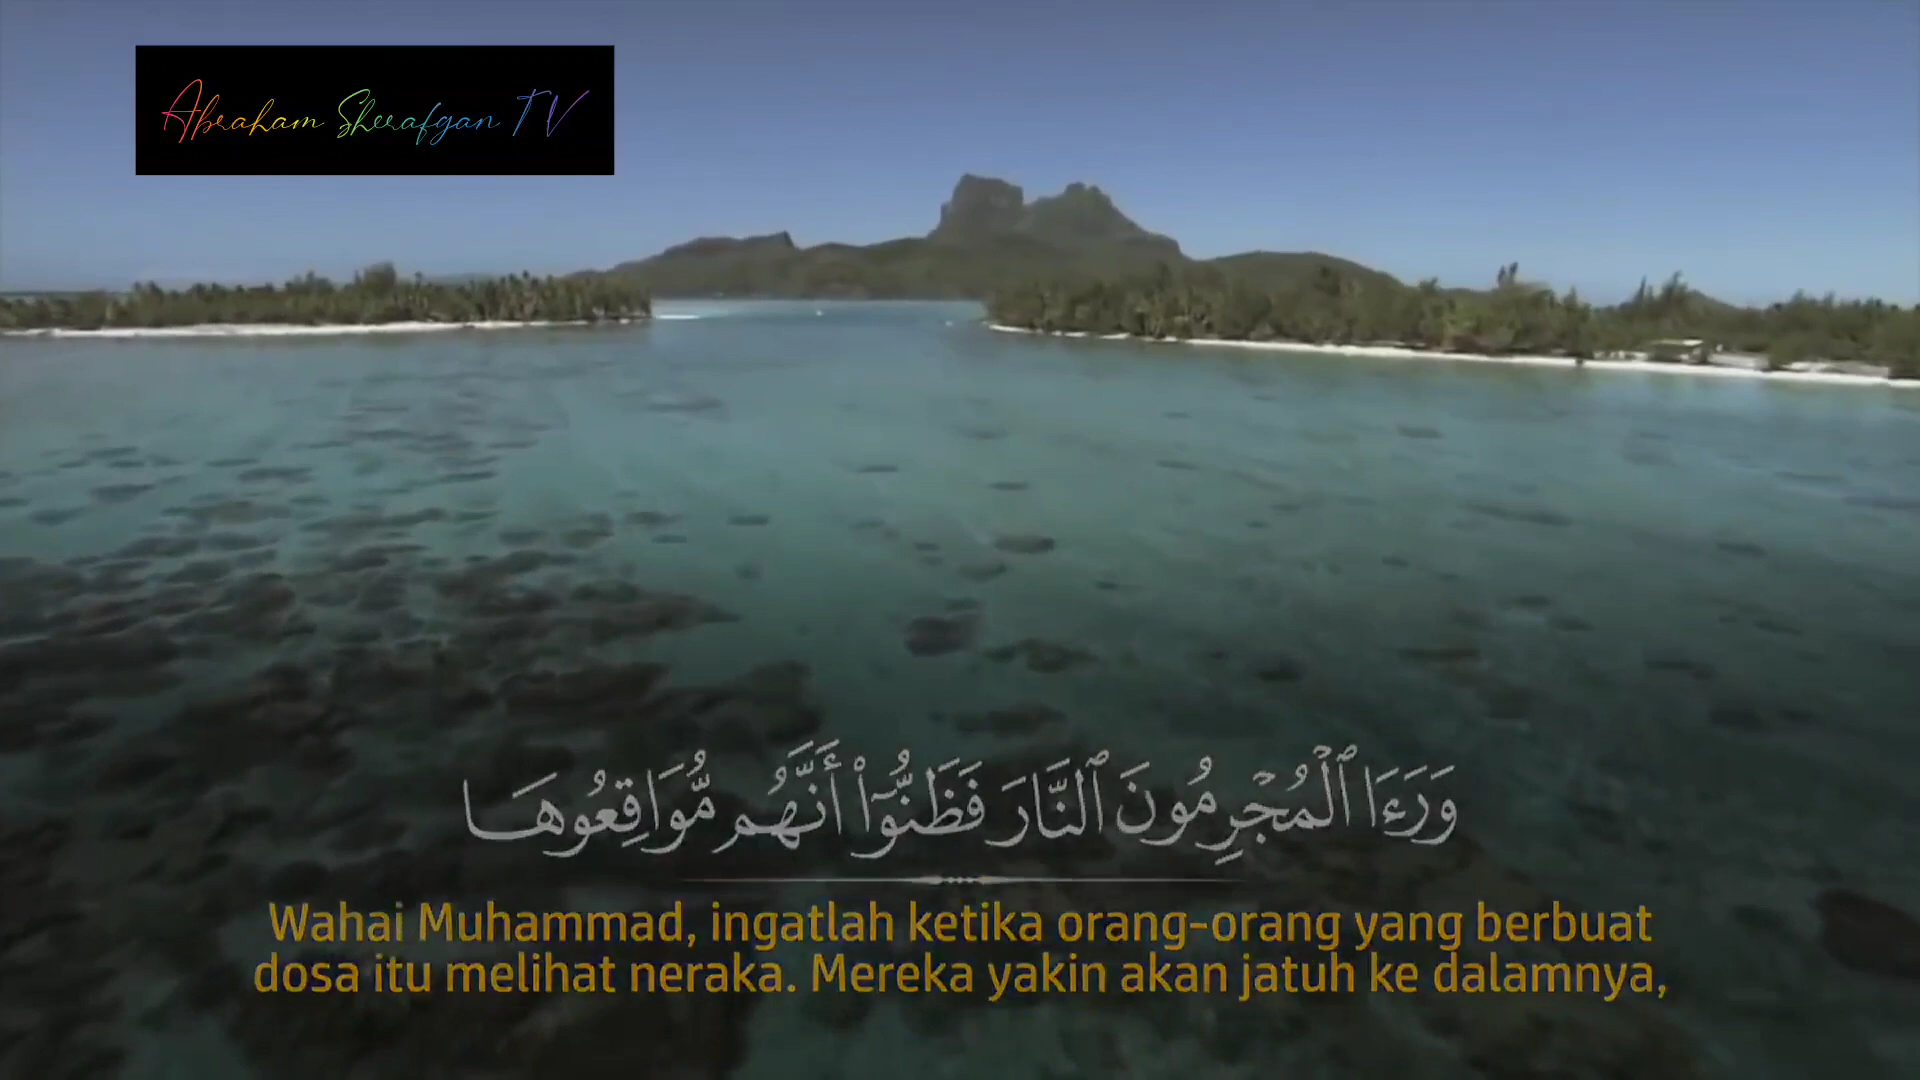 Abraham Sherafgan TV
وَرَءَا ٱلْمُجْرِمُونَ ٱلنَّارَ فَظَنُّوٓا۟ أَنَّهُم مُّوَاقِعُوهَا
Wahai Muhammad, ingatlah ketika orang-orang yang berbuat
dosa itu melihat neraka. Mereka yakin akan jatuh ke dalamnya,